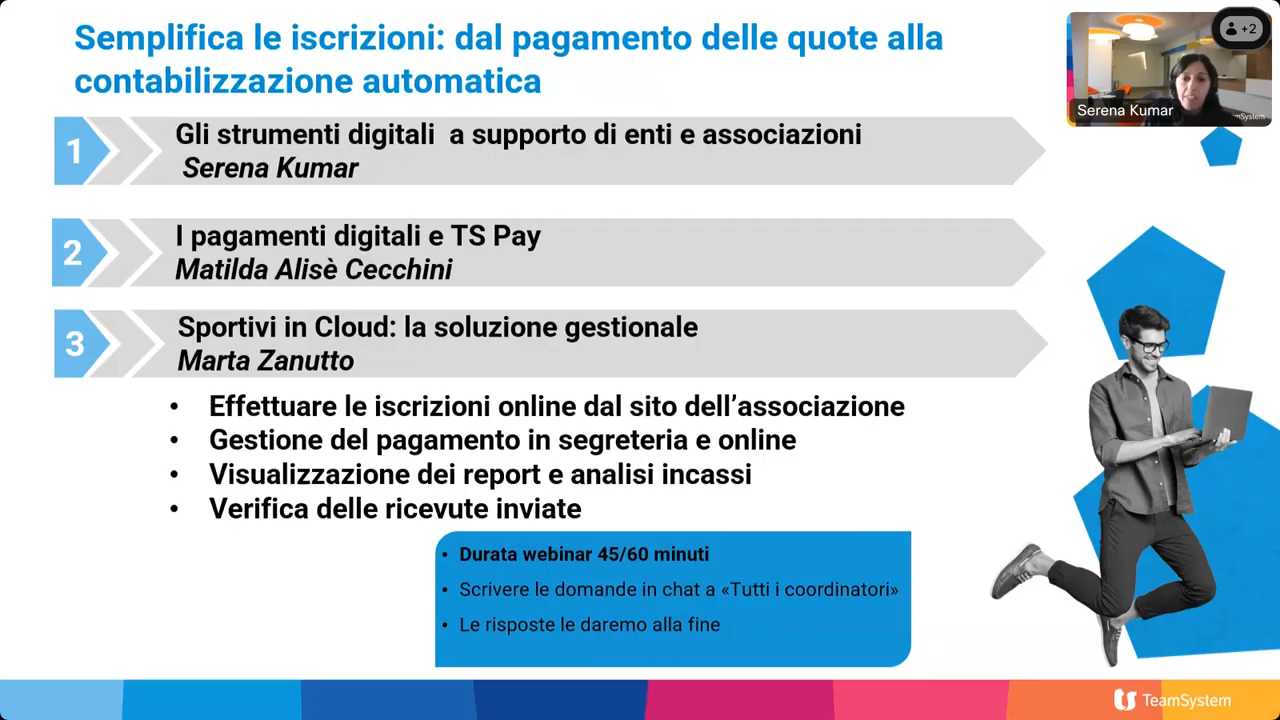 Semplifica le iscrizioni: dal pagamento delle quote alla
contabilizzazione automatica
+2
Serena Kumar
1
Gli strumenti digitali a supporto di enti e associazioni
Serena Kumar
2
I pagamenti digitali e TS Pay
Matilda Alisè Cecchini
3
Sportivi in Cloud: la soluzione gestionale
Marta Zanutto
• Effettuare le iscrizioni online dal sito dell’associazione
• Gestione del pagamento in segreteria e online
• Visualizzazione dei report e analisi incassi
• Verifica delle ricevute inviate
• Durata webinar 45/60 minuti
• Scrivere le domande in chat a «Tutti i coordinatori»
• Le risposte le daremo alla fine
TeamSystem